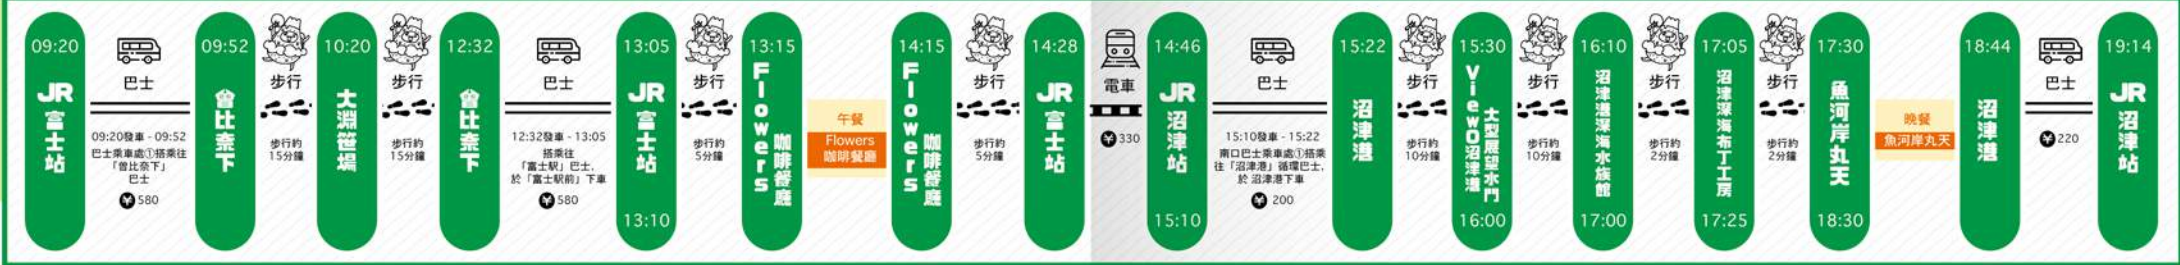 09:20
JR富士站
巴士
09:20發車 - 09:52
巴士乘車處①搭乘往
「曾比奈下」
巴士
¥580
09:52
曾比奈下
步行
步行約
15分鐘
10:20
大淵笹場
步行
步行約
15分鐘
12:32
曾比奈下
巴士
12:32發車 - 13:05
搭乘往
「富士駅」巴士,
於「富士駅前」下車
¥580
13:05
JR富士站
13:10
步行
步行約
5分鐘
13:15
Flowers
咖啡餐廳
午餐
Flowers
咖啡餐廳
14:15
Flowers
咖啡餐廳
步行
步行約
5分鐘
14:28
JR富士站
電車
¥330
14:46
JR沼津站
15:10
巴士
15:10發車 - 15:22
南口巴士乘車處①搭乘
往「沼津港」循環巴士,
於 沼津港下車
¥200
15:22
沼津港
步行
步行約
10分鐘
15:30
大型展望水門
ViewO沼津港
16:00
步行
步行約
10分鐘
16:10
沼津港深海水族館
17:00
步行
步行約
2分鐘
17:05
沼津深海布丁工房
17:25
步行
步行約
2分鐘
17:30
魚河岸丸天
18:30
晚餐
魚河岸丸天
18:44
沼津港
巴士
¥220
19:14
JR沼津站